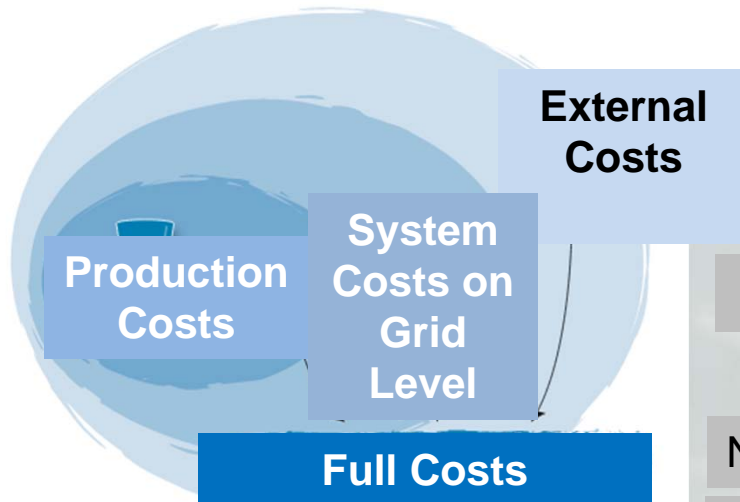 External
Costs
System
Costs on
Grid
Level
Production
Costs
Full Costs
N